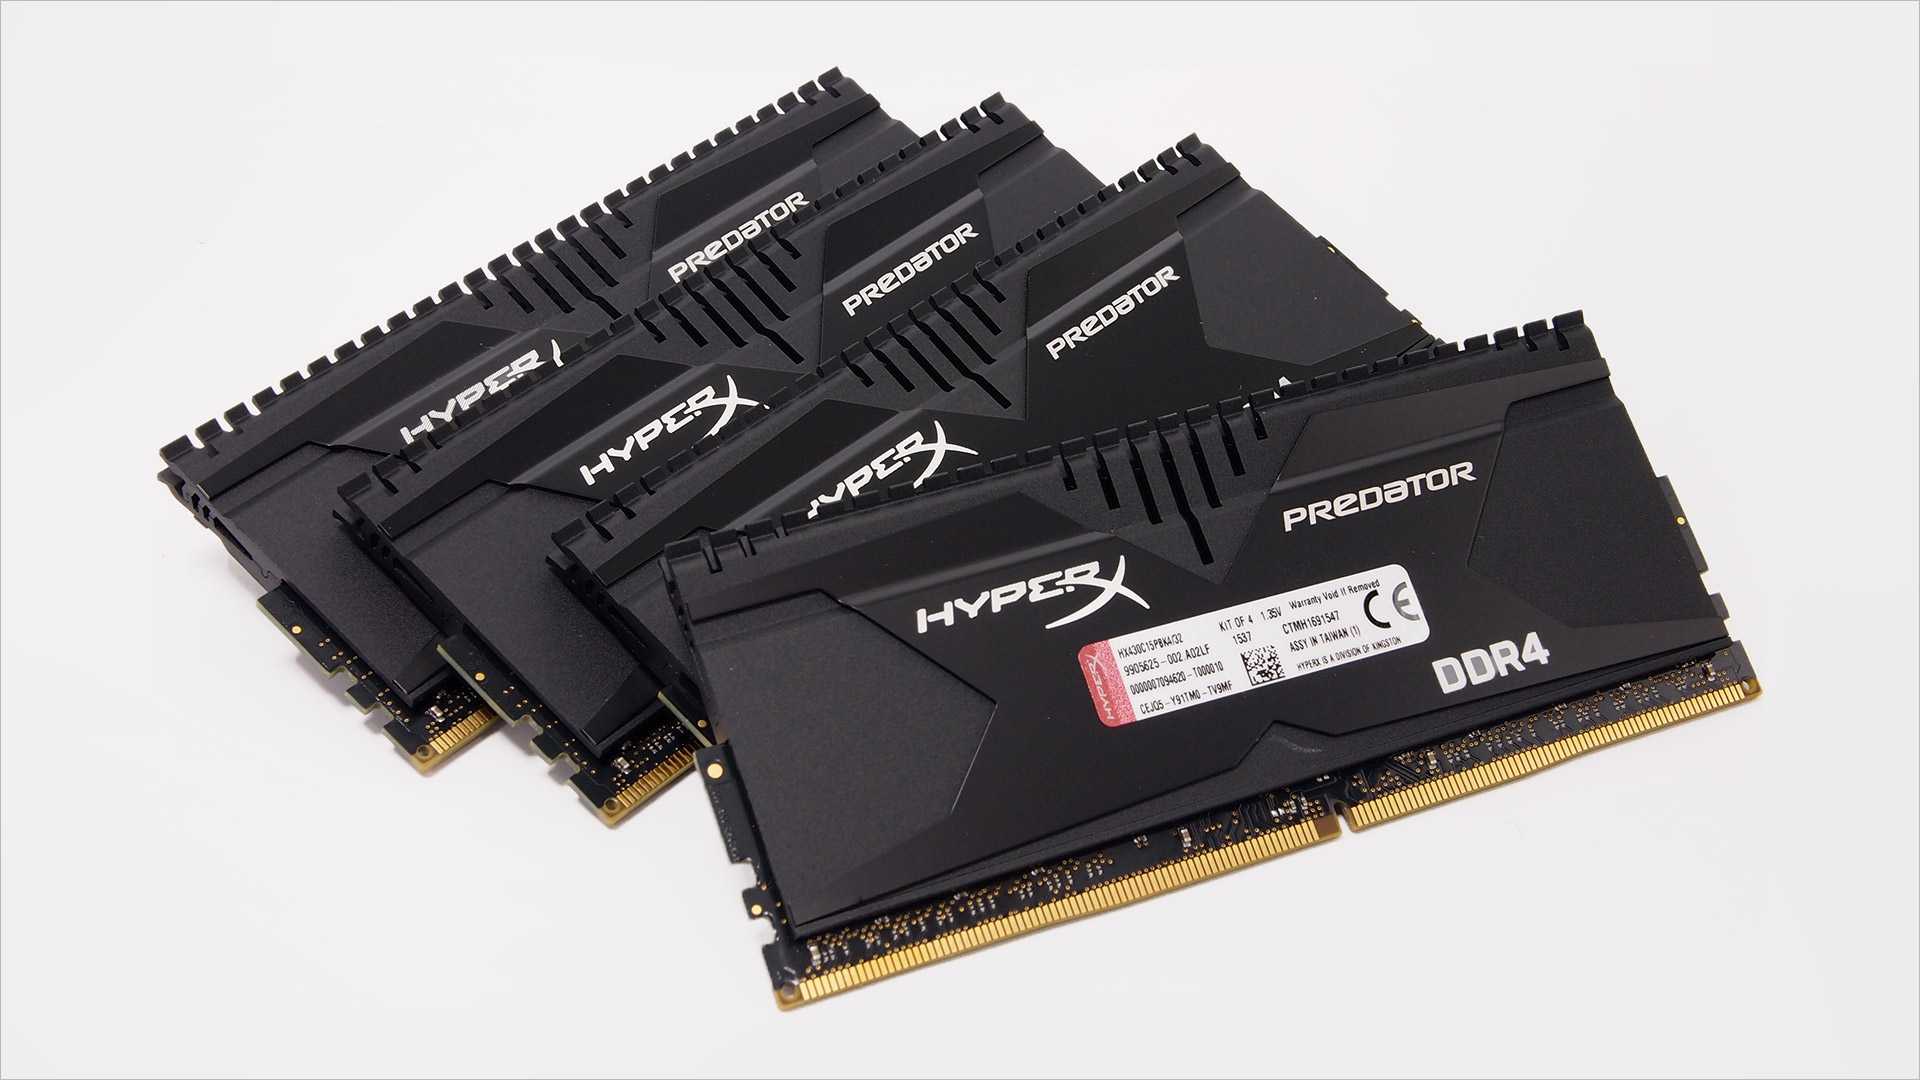 PREDATOR
HYPERX
PREDATOR
HYPERX
PREDATOR
HYPERX
PREDATOR
HYPERX
HX430C15PBK4/32 KIT OF 4 1.35V Warranty Void If Removed
9905625-002.A02LF 1537 CTMH1691547
0000007094620-T000010 ASSY IN TAIWAN (1)
CEJQ5-Y91TM0-TV9MF HYPERX IS A DIVISION OF KINGSTON
CE
HYPERX
DDR4